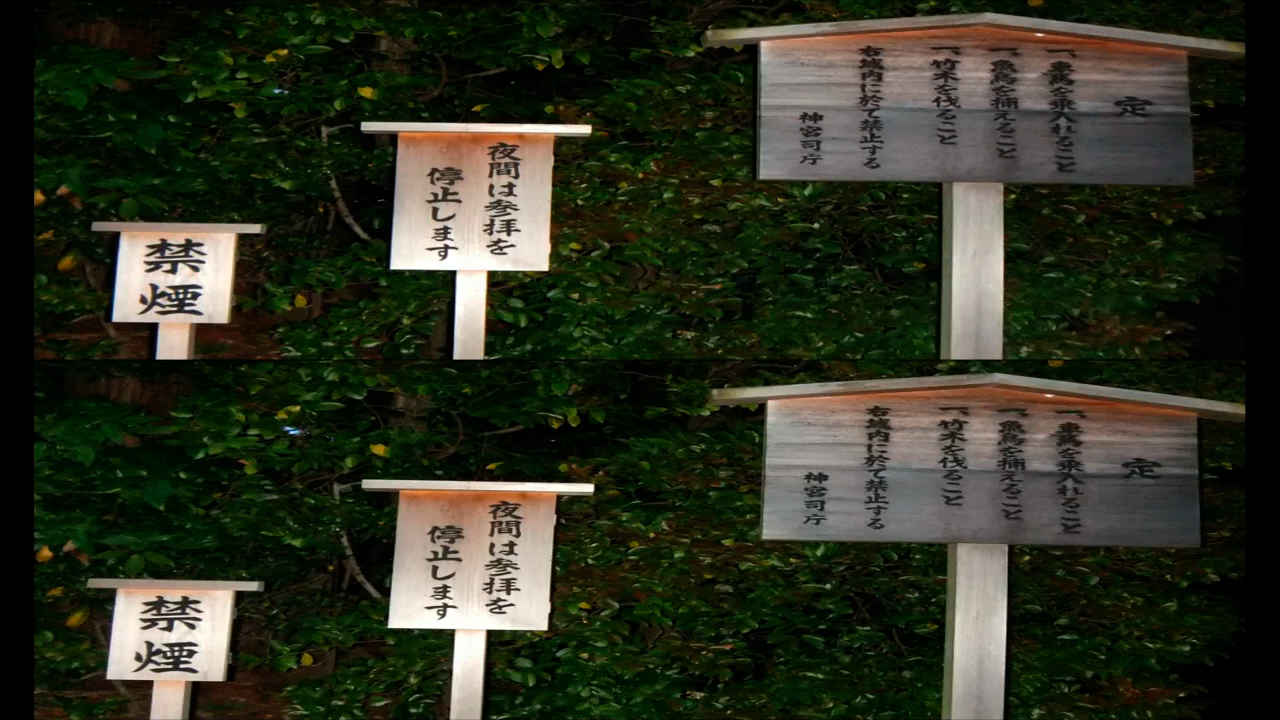 定
一、車馬を乗入れること
一、魚鳥を捕えること
一、竹木を伐ること
右域内に於て禁止する
神宮司庁
夜間は参拝を
停止します
禁煙
定
一、車馬を乗入れること
一、魚鳥を捕えること
一、竹木を伐ること
右域内に於て禁止する
神宮司庁
夜間は参拝を
停止します
禁煙